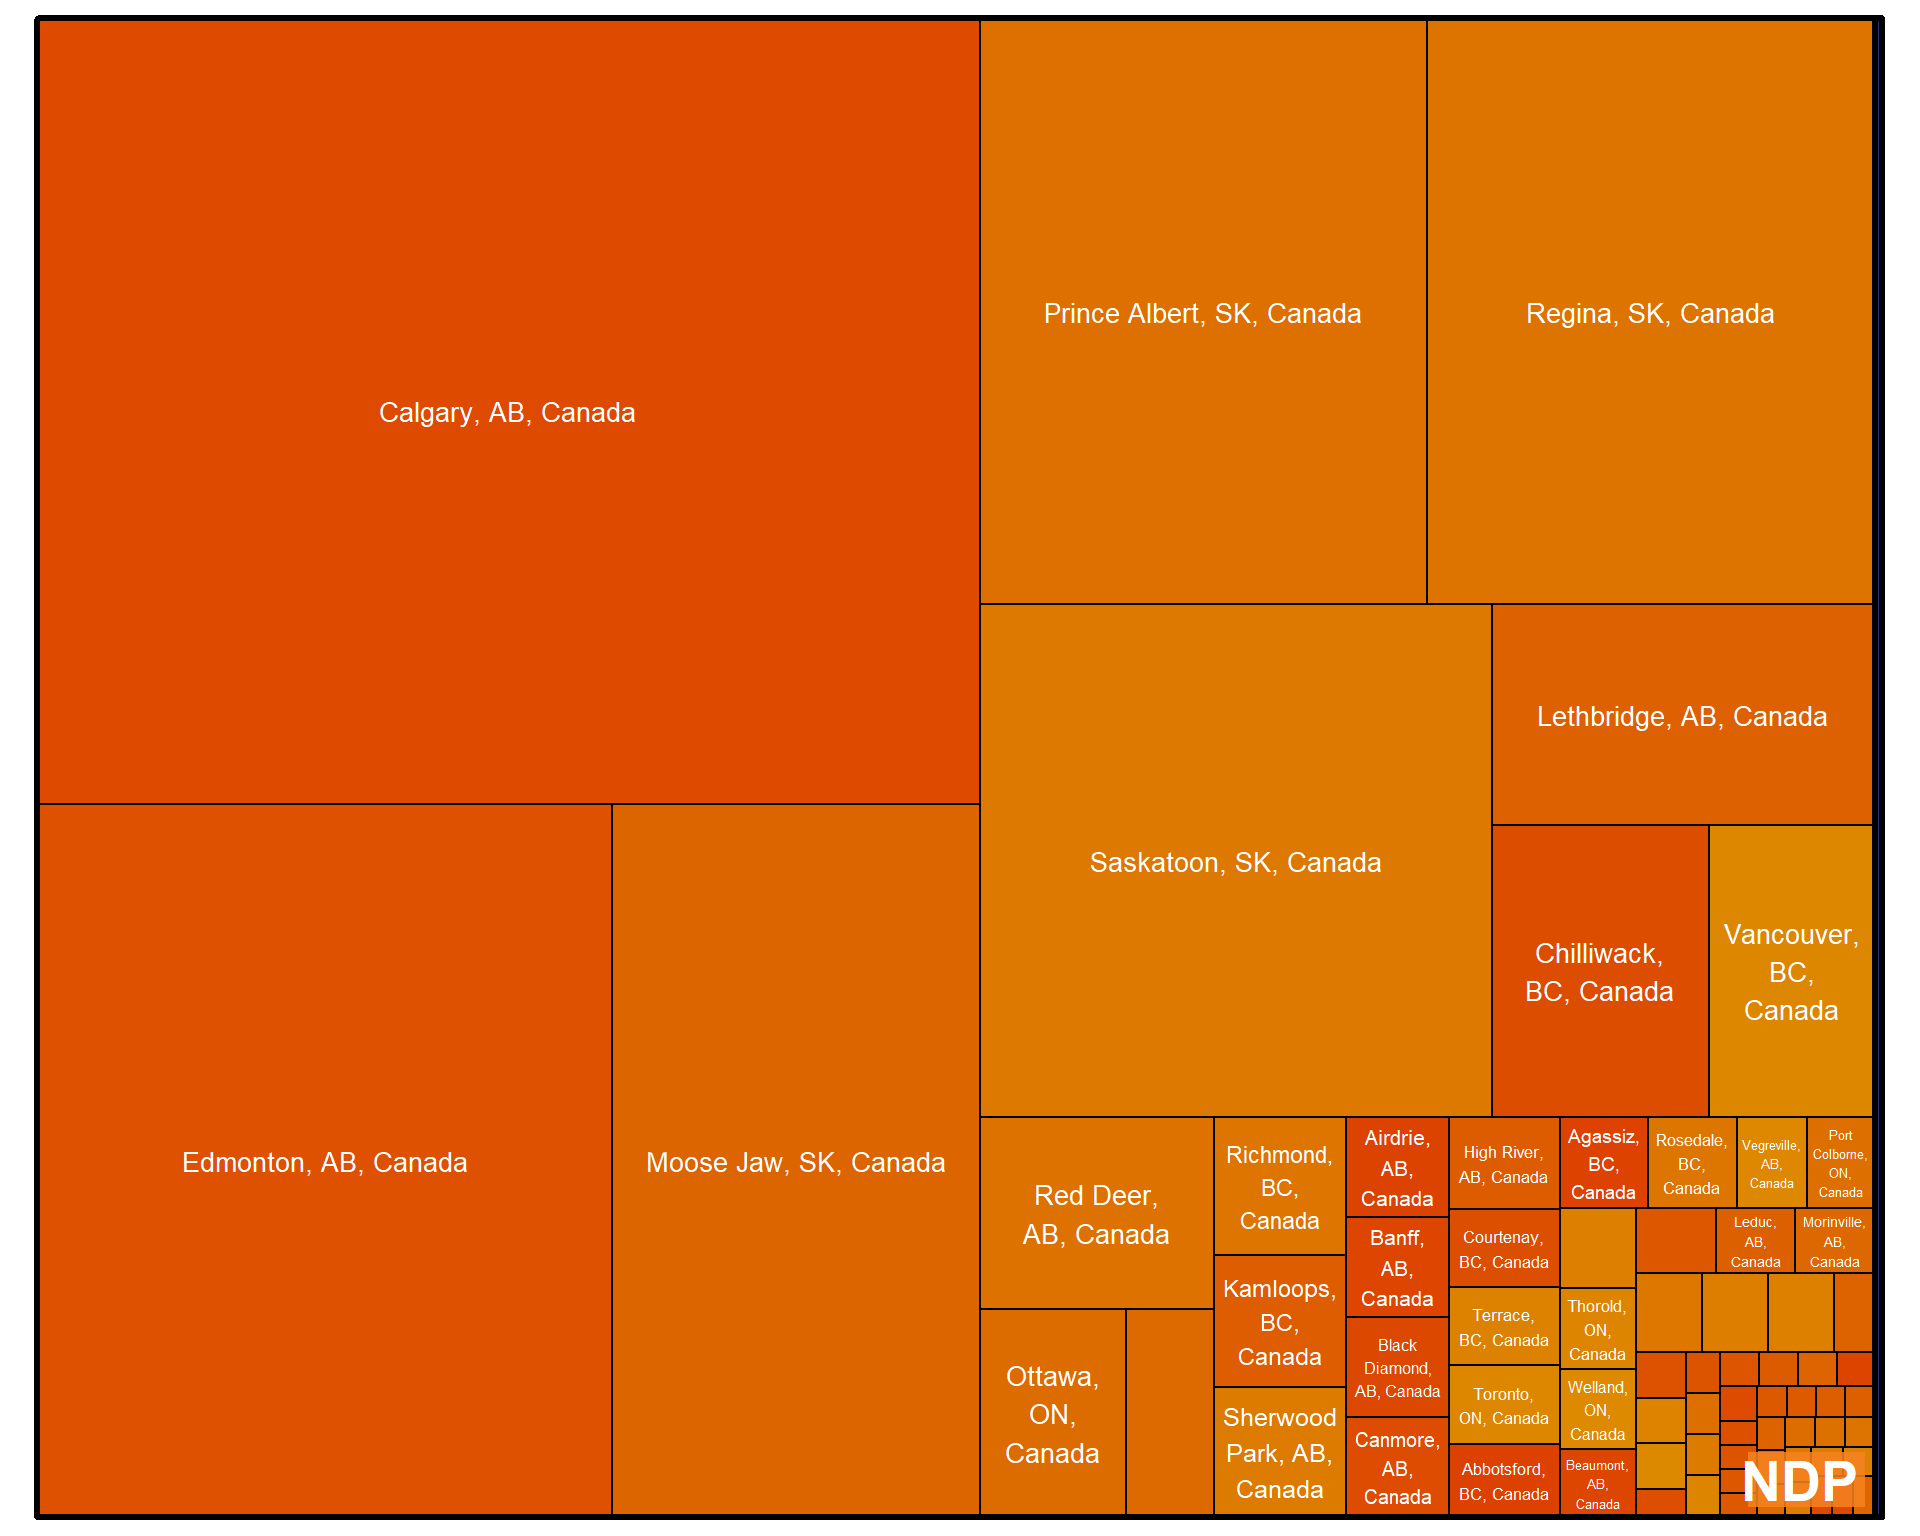 Calgary, AB, Canada
Prince Albert, SK, Canada
Regina, SK, Canada
Saskatoon, SK, Canada
Lethbridge, AB, Canada
Chilliwack,
BC, Canada
Vancouver,
BC,
Canada
Edmonton, AB, Canada
Moose Jaw, SK, Canada
Red Deer,
AB, Canada
Ottawa,
ON,
Canada
Richmond,
BC,
Canada
Kamloops,
BC,
Canada
Sherwood
Park, AB,
Canada
Airdrie,
AB,
Canada
Banff,
AB,
Canada
Black
Diamond,
AB, Canada
Canmore,
AB,
Canada
High River,
AB, Canada
Courtenay,
BC, Canada
Terrace,
BC, Canada
Toronto,
ON, Canada
Abbotsford,
BC, Canada
Agassiz,
BC,
Canada
Rosedale,
BC,
Canada
Vegreville,
AB,
Canada
Port
Colborne,
ON,
Canada
Leduc,
AB,
Canada
Morinville,
AB,
Canada
Thorold,
ON,
Canada
Welland,
ON,
Canada
Beaumont,
AB,
Canada
NDP